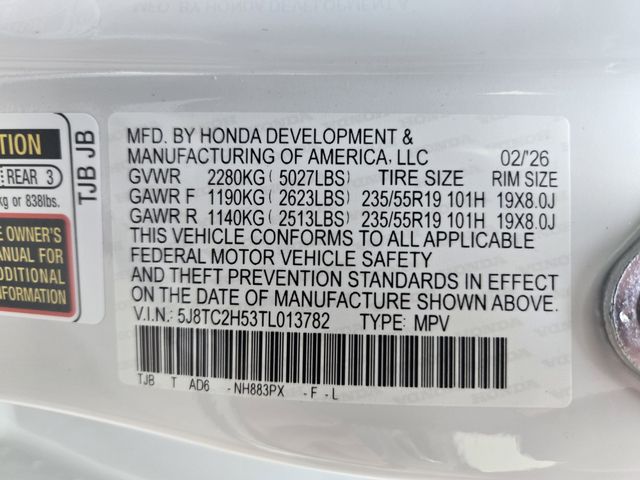 TION
REAR 3
kg or 838lbs.
E OWNER'S
ANUAL FOR
DDITIONAL
INFORMATION
TJB JB
MFD. BY HONDA DEVELOPMENT &
MANUFACTURING OF AMERICA, LLC 02/'26
GVWR 2280KG ( 5027LBS) TIRE SIZE RIM SIZE
GAWR F 1190KG ( 2623LBS) 235/55R19 101H 19X8.0J
GAWR R 1140KG ( 2513LBS) 235/55R19 101H 19X8.0J
THIS VEHICLE CONFORMS TO ALL APPLICABLE
FEDERAL MOTOR VEHICLE SAFETY
AND THEFT PREVENTION STANDARDS IN EFFECT
ON THE DATE OF MANUFACTURE SHOWN ABOVE.
V.I.N.: 5J8TC2H53TL013782 TYPE: MPV
TJB T AD6 -NH883PX -F -L